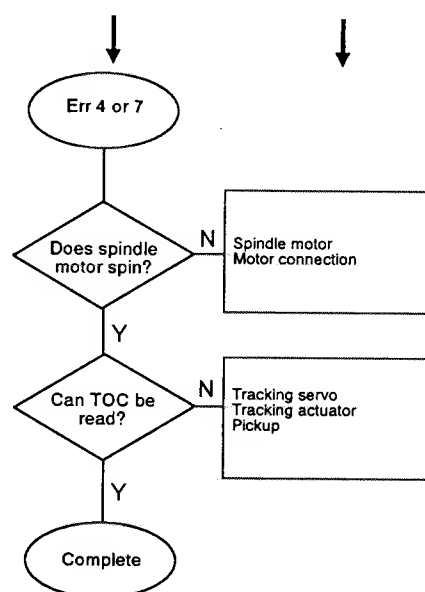 Err 4 or 7
Does spindle
motor spin?
N
Spindle motor
Motor connection
Y
Can TOC be
read?
N
Tracking servo
Tracking actuator
Pickup
Y
Complete